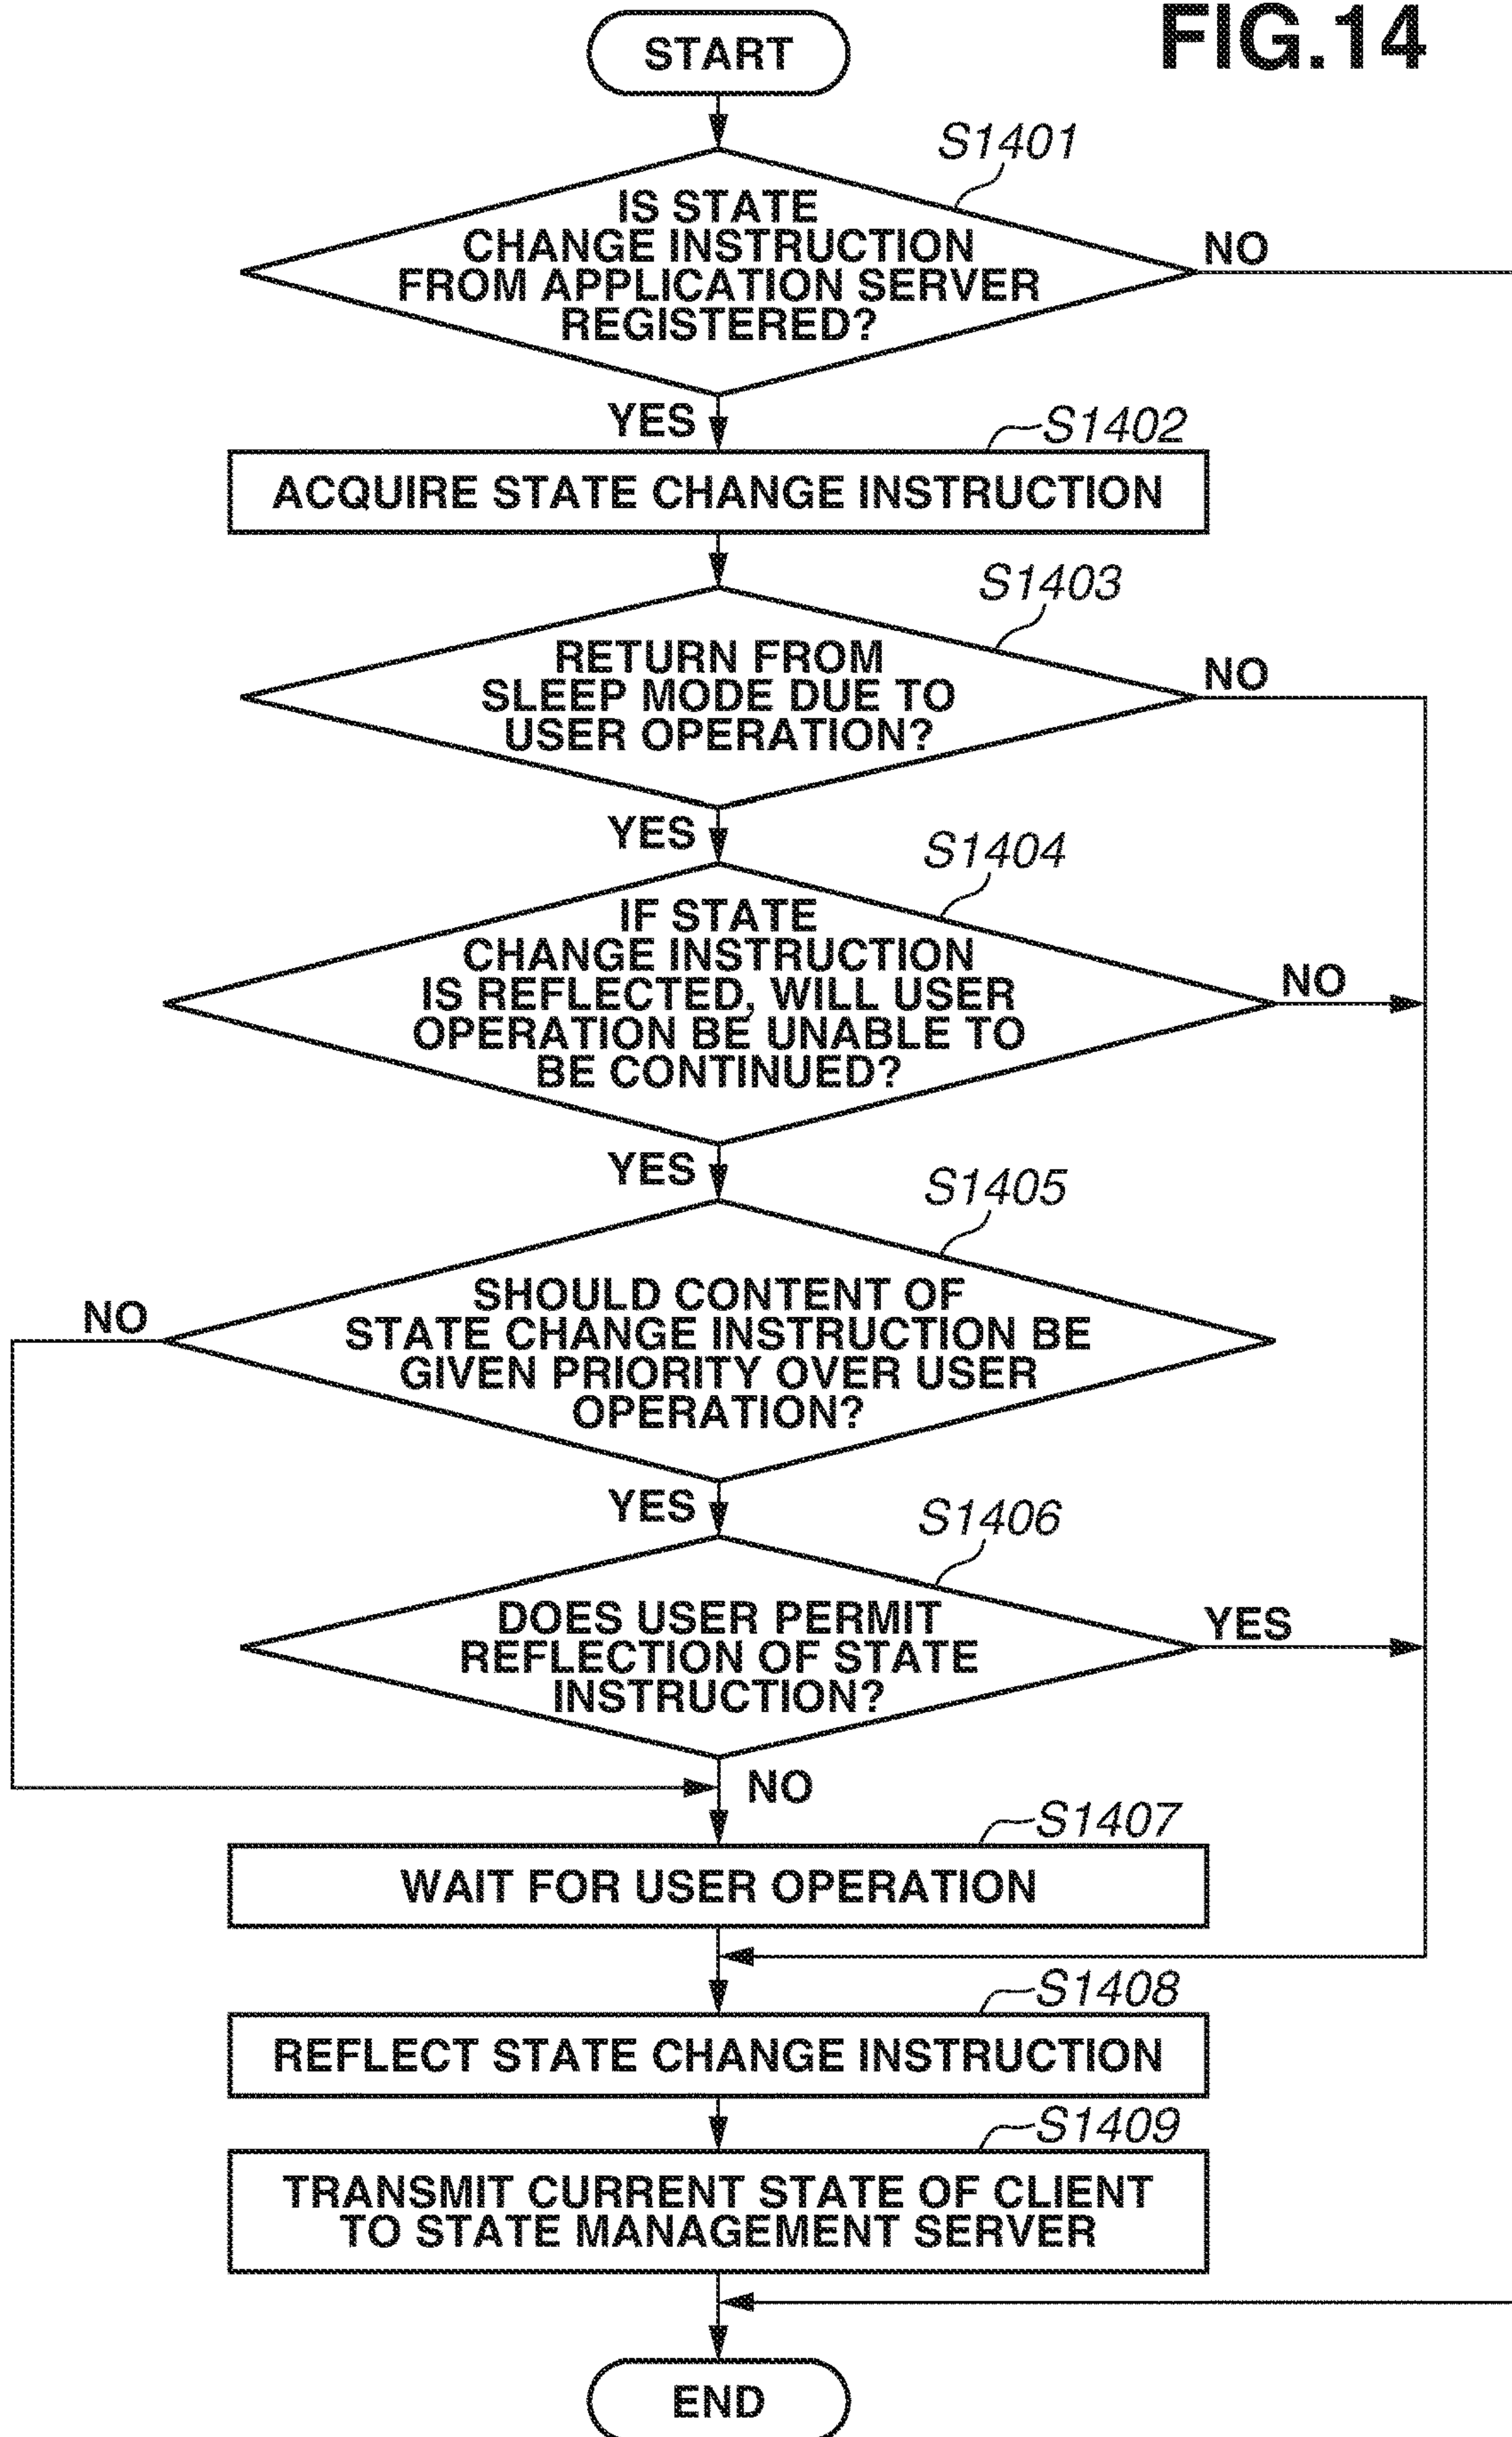 FIG.14
START
S1401
IS STATE
CHANGE INSTRUCTION
FROM APPLICATION SERVER
REGISTERED?
NO
YES
S1402
ACQUIRE STATE CHANGE INSTRUCTION
S1403
RETURN FROM
SLEEP MODE DUE TO
USER OPERATION?
NO
YES
S1404
IF STATE
CHANGE INSTRUCTION
IS REFLECTED, WILL USER
OPERATION BE UNABLE TO
BE CONTINUED?
NO
YES
S1405
SHOULD CONTENT OF
STATE CHANGE INSTRUCTION BE
GIVEN PRIORITY OVER USER
OPERATION?
NO
YES
S1406
DOES USER PERMIT
REFLECTION OF STATE
INSTRUCTION?
YES
NO
S1407
WAIT FOR USER OPERATION
S1408
REFLECT STATE CHANGE INSTRUCTION
S1409
TRANSMIT CURRENT STATE OF CLIENT
TO STATE MANAGEMENT SERVER
END